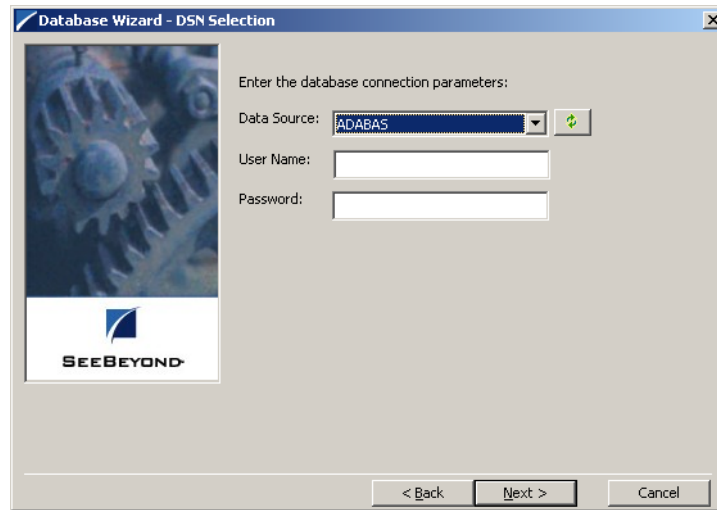 Database Wizard - DSN Selection
Enter the database connection parameters:
Data Source: ADABAS
User Name:
Password:
SEEBEYOND
< Back Next > Cancel